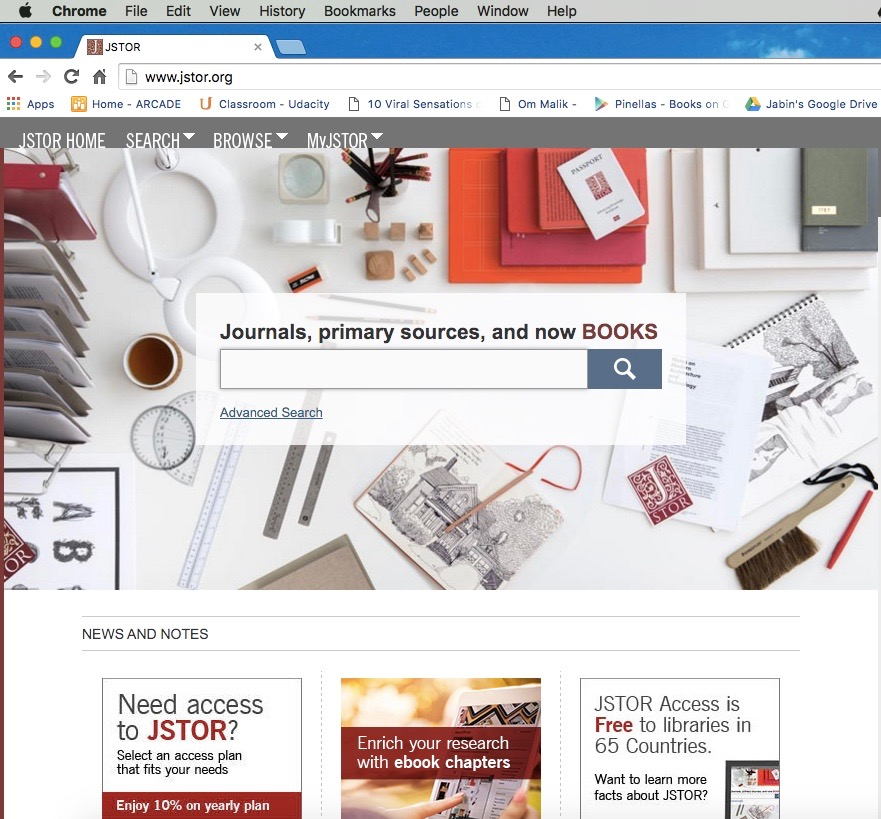 Chrome File Edit View History Bookmarks People Window Help
JSTOR
www.jstor.org
Apps Home - ARCADE Classroom - Udacity 10 Viral Sensations Om Malik - Pinellas - Books on G Jabin's Google Drive
JSTOR HOME SEARCH BROWSE MyJSTOR
PASSPORT
J
STOR
Journals, primary sources, and now BOOKS
Advanced Search
A
B
J
STOR
TOR
NEWS AND NOTES
Need access
to JSTOR?
Select an access plan
that fits your needs
Enjoy 10% on yearly plan
Enrich your research
with ebook chapters
JSTOR Access is
Free to libraries in
65 Countries.
Want to learn more
facts about JSTOR?